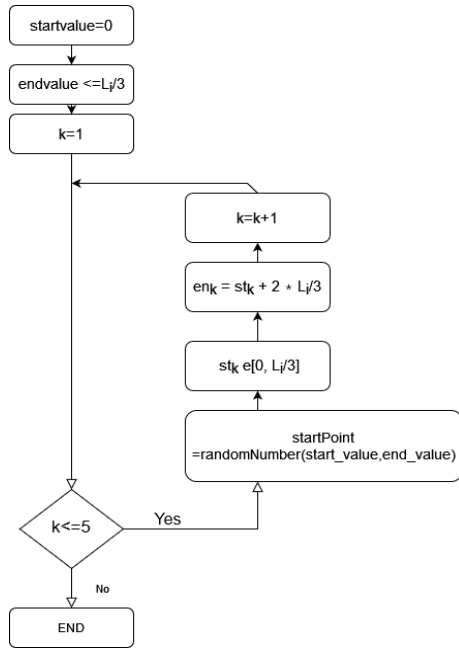 startvalue=0
endvalue <=Li/3
k=1
k=k+1
enk = stk + 2 * Li/3
stk e[0, Li/3]
startPoint
=randomNumber(start_value,end_value)
k<=5
Yes
No
END